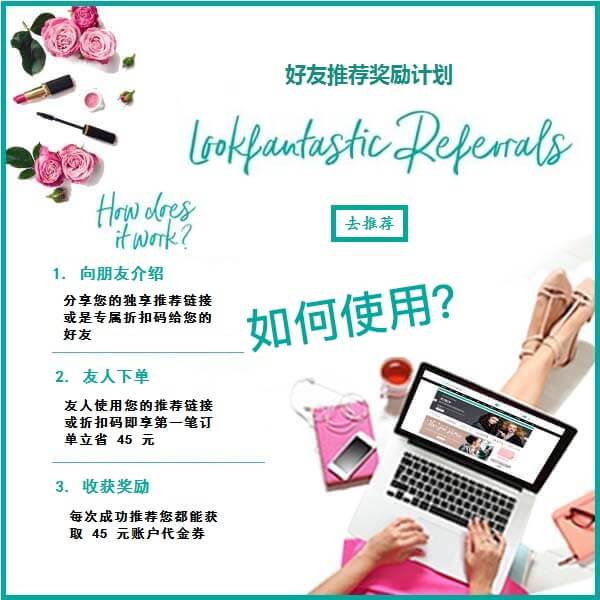 好友推荐奖励计划
Lookfantastic Referrals
去推荐
How does
it work?
如何使用?
1. 向朋友介绍
分享您的独享推荐链接
或是专属折扣码给您的
好友
2. 友人下单
友人使用您的推荐链接
或折扣码即享第一笔订
单立省 45 元
3. 收获奖励
每次成功推荐您都能获
取 45 元账户代金券